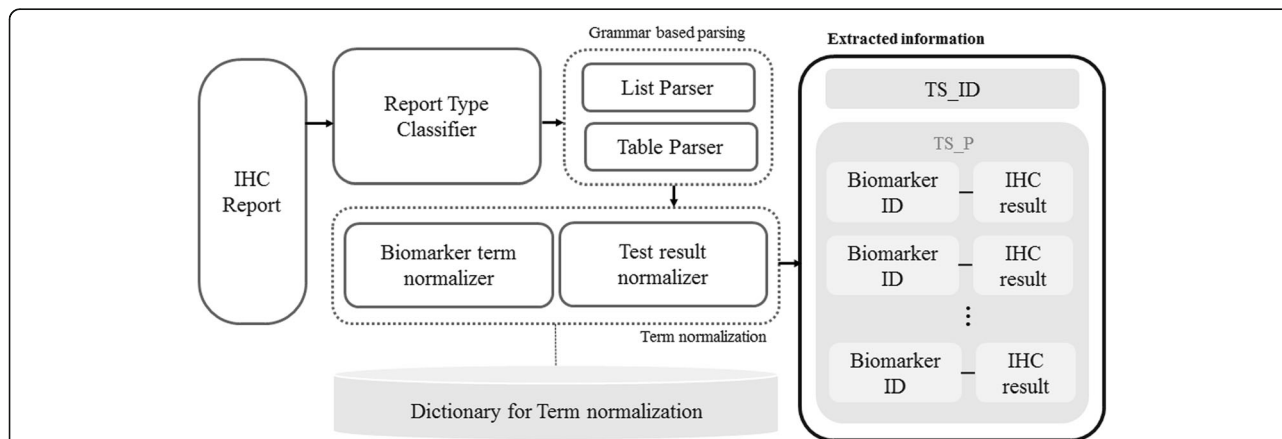 IHC
Report
Report Type
Classifier
Grammar based parsing
List Parser
Table Parser
Biomarker term
normalizer
Test result
normalizer
Term normalization
Dictionary for Term normalization
Extracted information
TS_ID
TS_P
Biomarker
ID
IHC
result
Biomarker
ID
IHC
result
Biomarker
ID
IHC
result